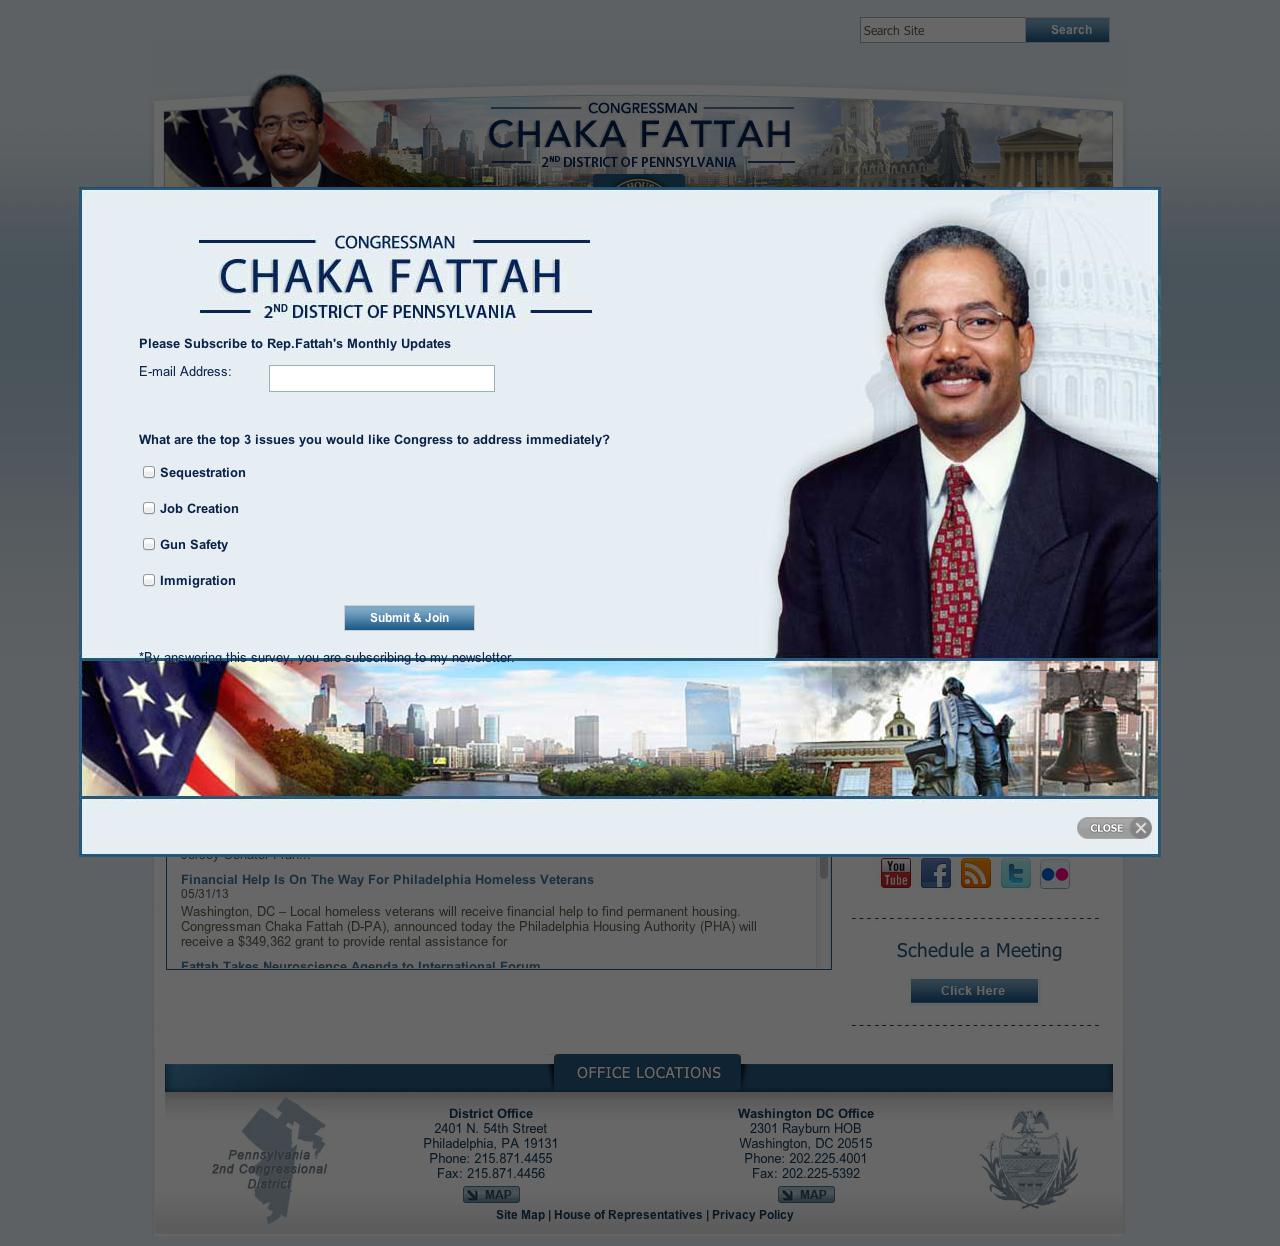 Search Site
Search
CONGRESSMAN
CHAKA FATTAH
2ND DISTRICT OF PENNSYLVANIA
CONGRESSMAN
CHAKA FATTAH
2ND DISTRICT OF PENNSYLVANIA
Please Subscribe to Rep.Fattah's Monthly Updates
E-mail Address:
What are the top 3 issues you would like Congress to address immediately?
Sequestration
Job Creation
Gun Safety
Immigration
Submit & Join
*By answering this survey, you are subscribing to my newsletter.
CLOSE
Financial Help Is On The Way For Philadelphia Homeless Veterans
05/31/13
Washington, DC – Local homeless veterans will receive financial help to find permanent housing.
Congressman Chaka Fattah (D-PA), announced today the Philadelphia Housing Authority (PHA) will
receive a $349,362 grant to provide rental assistance for
Fattah Takes Neuroscience Agenda to International Forum
You
Tube
Schedule a Meeting
Click Here
OFFICE LOCATIONS
Pennsylvania
2nd Congressional
District
District Office
2401 N. 54th Street
Philadelphia, PA 19131
Phone: 215.871.4455
Fax: 215.871.4456
MAP
Washington DC Office
2301 Rayburn HOB
Washington, DC 20515
Phone: 202.225.4001
Fax: 202.225-5392
MAP
Site Map | House of Representatives | Privacy Policy